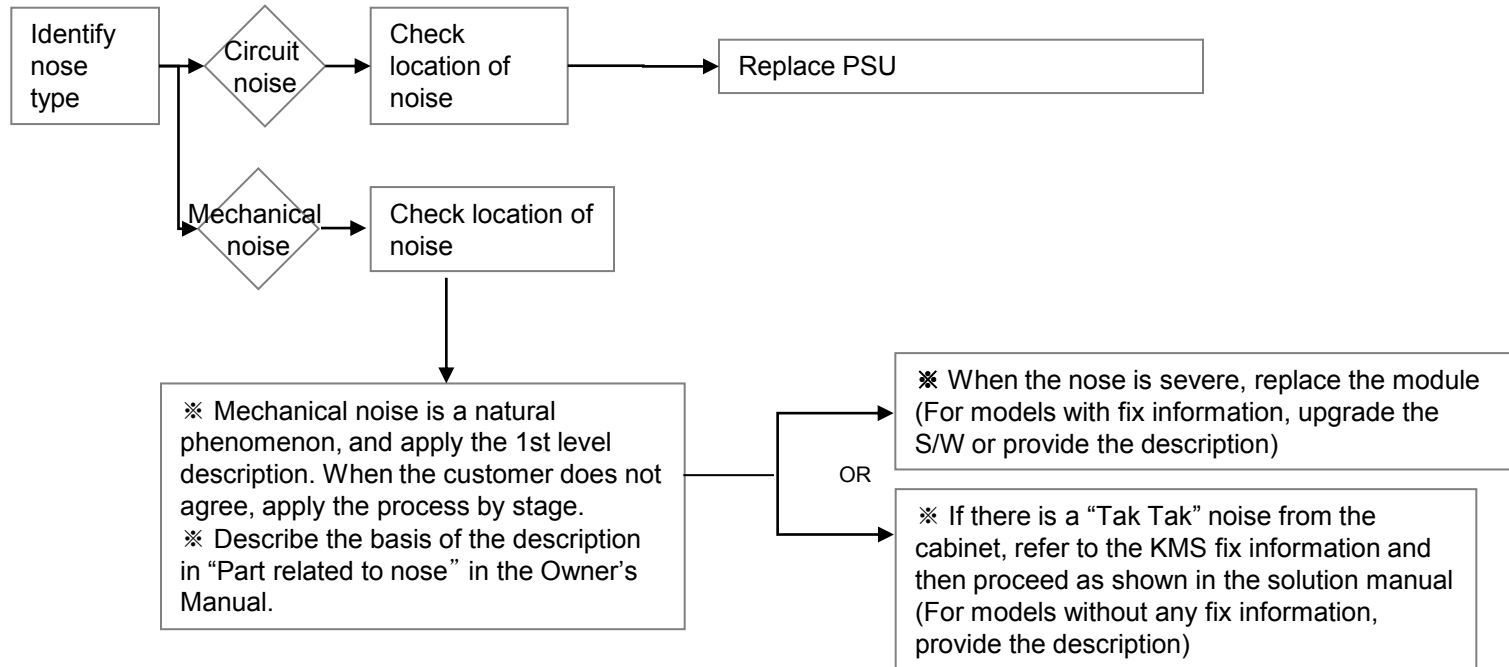 Identify
nose
type
Circuit
noise
Check
location of
noise
Replace PSU
Mechanical
noise
Check location of
noise
※ Mechanical noise is a natural
phenomenon, and apply the 1st level
description. When the customer does not
agree, apply the process by stage.
※ Describe the basis of the description
in “Part related to nose” in the Owner’s
Manual.
※ When the nose is severe, replace the module
(For models with fix information, upgrade the
S/W or provide the description)
OR
※ If there is a “Tak Tak” noise from the
cabinet, refer to the KMS fix information and
then proceed as shown in the solution manual
(For models without any fix information,
provide the description)